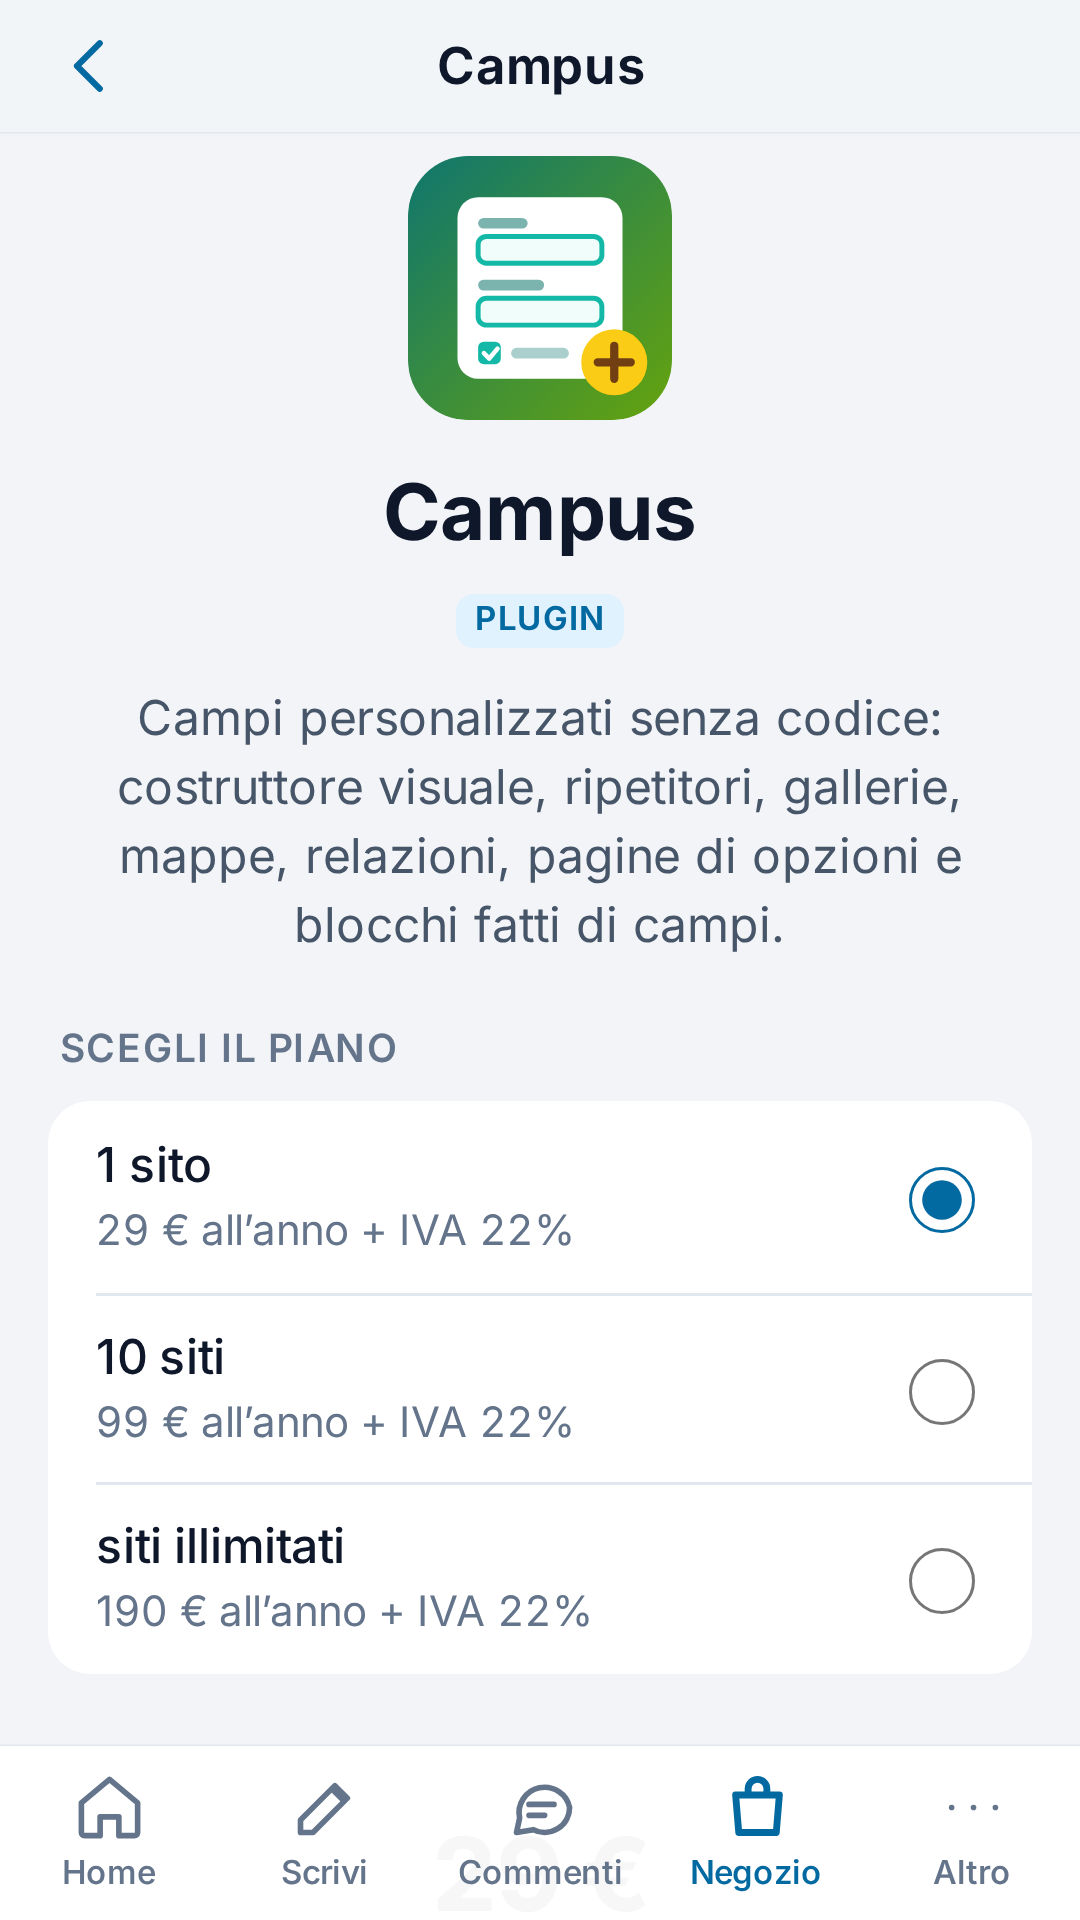 Campus
Campus
PLUGIN
Campi personalizzati senza codice:
costruttore visuale, ripetitori, gallerie,
mappe, relazioni, pagine di opzioni e
blocchi fatti di campi.
SCEGLI IL PIANO
1 sito
29 € all’anno + IVA 22%
10 siti
99 € all’anno + IVA 22%
siti illimitati
190 € all’anno + IVA 22%
29 €
Home
Scrivi
Commenti
Negozio
Altro